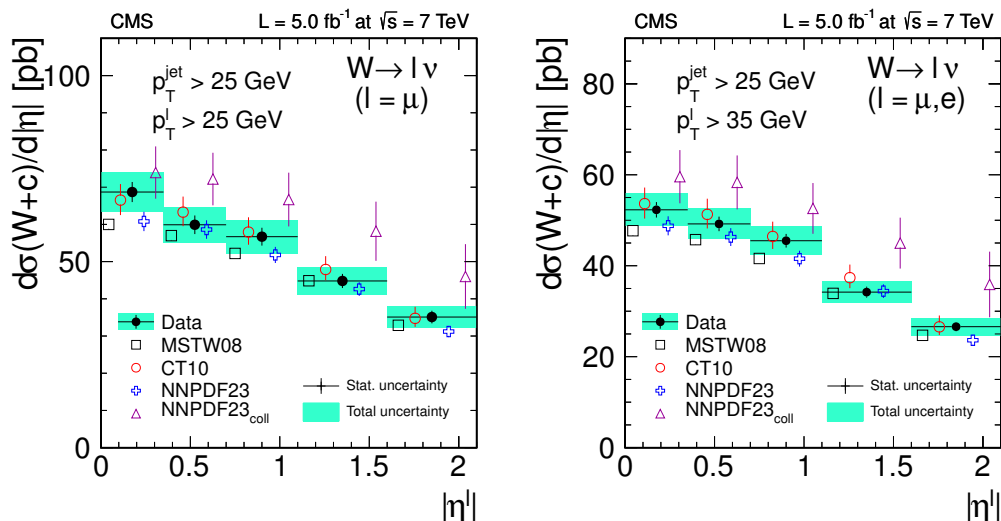 CMS L = 5.0 fb⁻¹ at √s = 7 TeV
dσ(W+c)/d|η| [pb]
100
50
0
p_T^jet > 25 GeV
p_T^l > 25 GeV
W → l ν
(l = μ)
Data
MSTW08
CT10
NNPDF23
NNPDF23_coll
Stat. uncertainty
Total uncertainty
0 0.5 1 1.5 2
|η^l|
CMS L = 5.0 fb⁻¹ at √s = 7 TeV
dσ(W+c)/d|η| [pb]
80
60
40
20
0
p_T^jet > 25 GeV
p_T^l > 35 GeV
W → l ν
(l = μ,e)
Data
MSTW08
CT10
NNPDF23
NNPDF23_coll
Stat. uncertainty
Total uncertainty
0 0.5 1 1.5 2
|η^l|